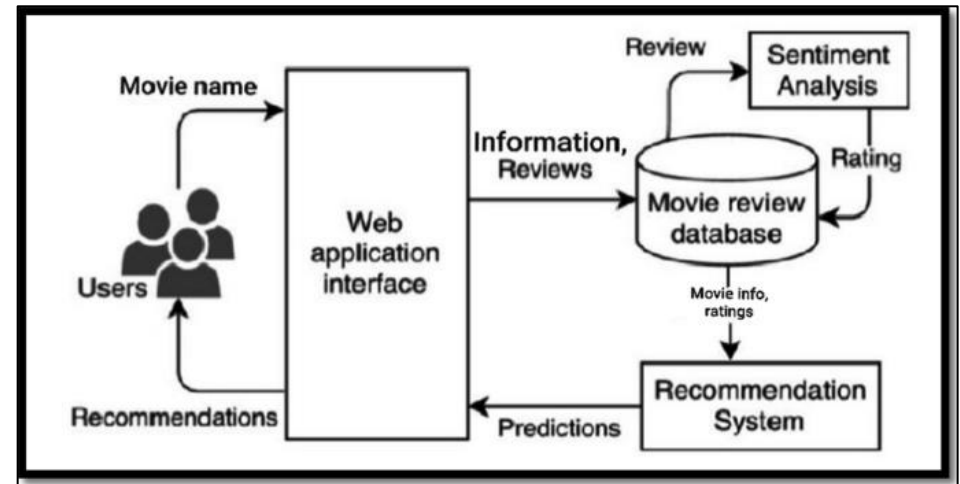 Movie name
Users
Recommendations
Web
application
interface
Information,
Reviews
Review
Sentiment
Analysis
Rating
Movie review
database
Movie info,
ratings
Recommendation
System
Predictions